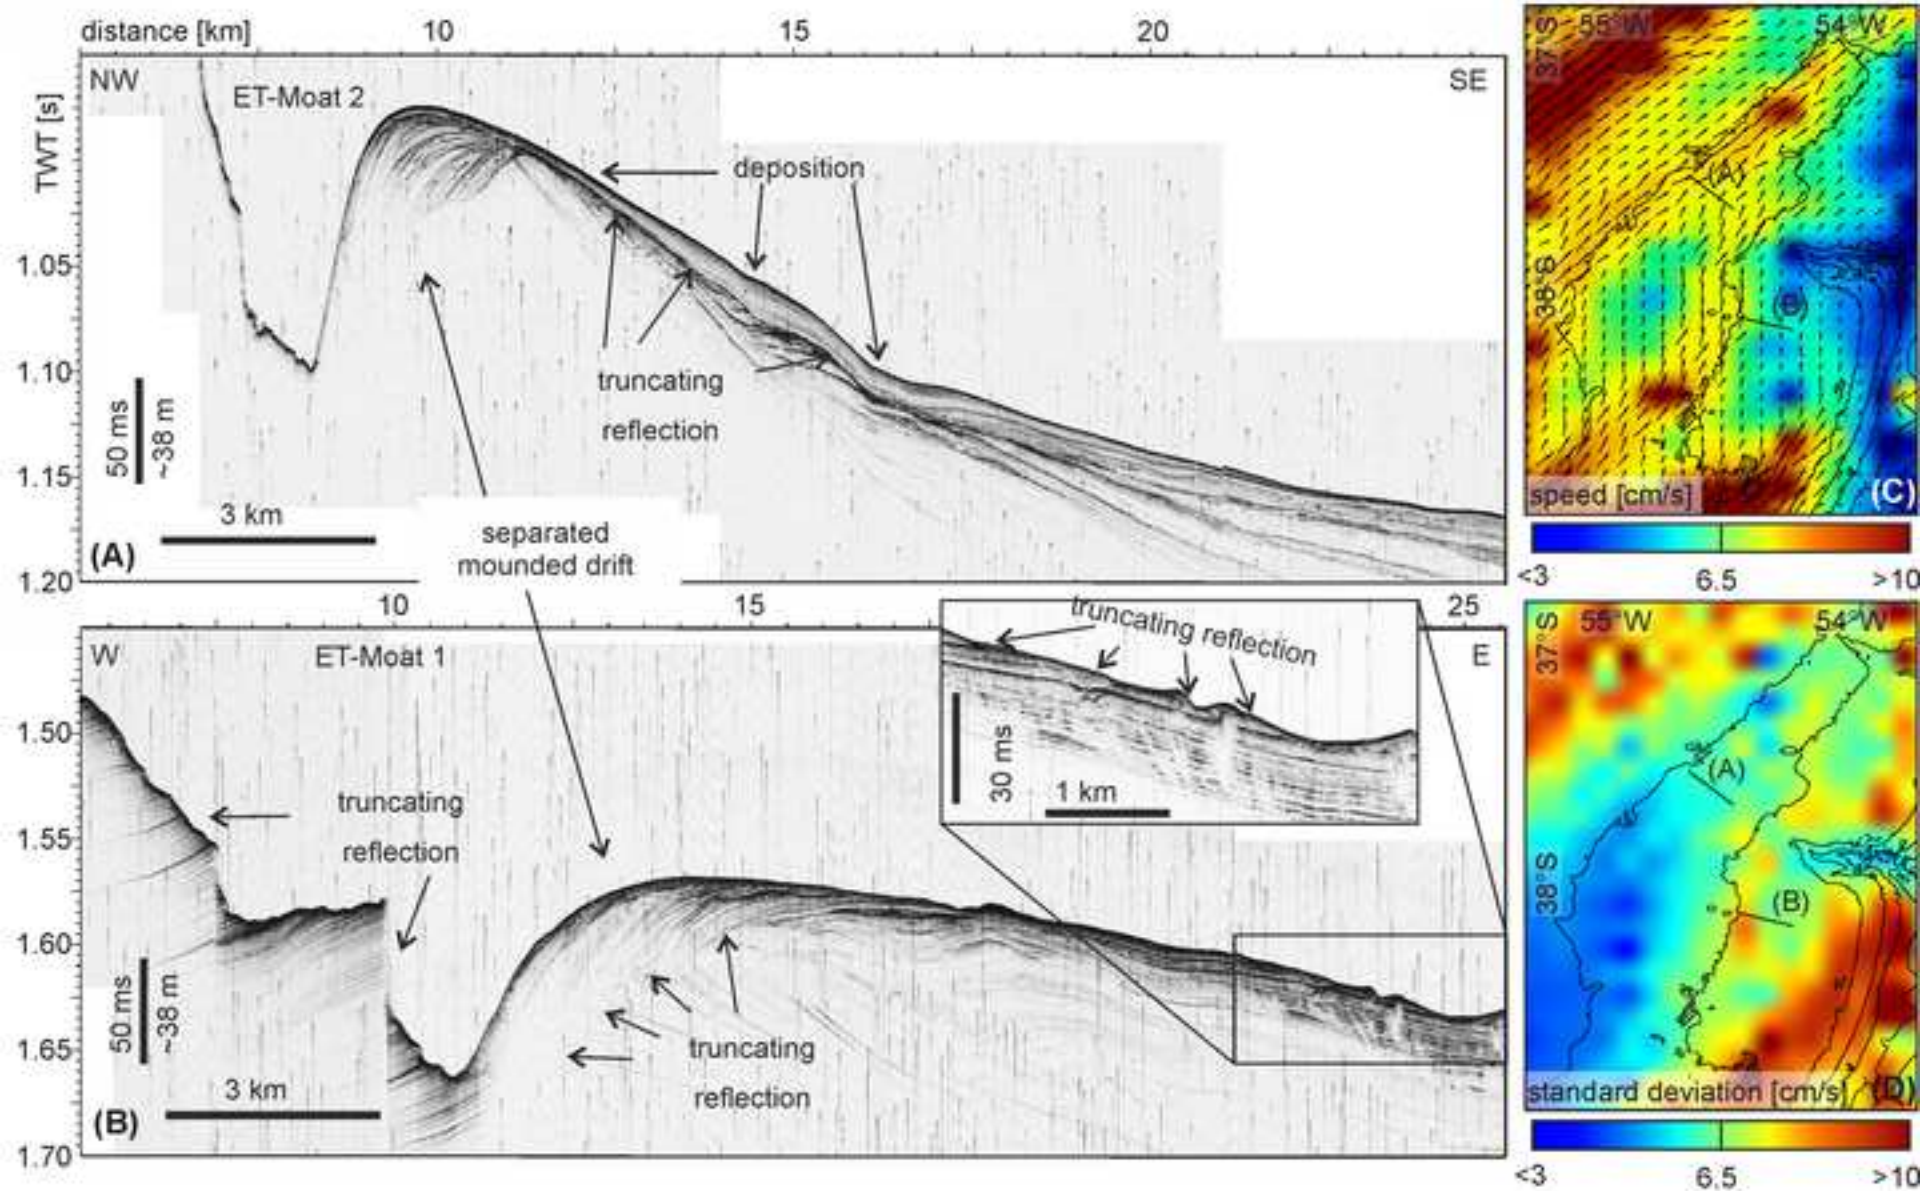 distance [km] 10 15 20
NW
ET-Moat 2
SE
TWT [s]
deposition
1.05
1.10
truncating
reflection
50 ms
~38 m
1.15
3 km
separated
mounded drift
(A)
1.20
10 15 25
W
ET-Moat 1
E
truncating reflection
30 ms
1 km
1.50
truncating
reflection
1.55
1.60
50 ms
~38 m
1.65
truncating
reflection
3 km
(B)
1.70
55°W 54°W
37°S
(A)
38°S
(B)
speed [cm/s] (C)
<3 6.5 >10
55°W 54°W
37°S
(A)
38°S
(B)
standard deviation [cm/s] (D)
<3 6.5 >10